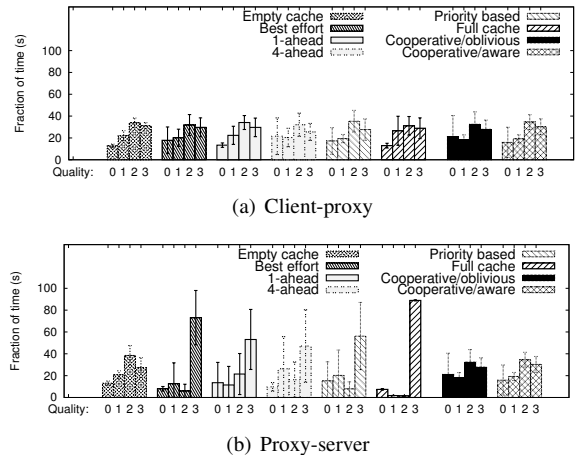 Empty cache
Best effort
1-ahead
4-ahead
Priority based
Full cache
Cooperative/oblivious
Cooperative/aware
Fraction of time (s)
100
80
60
40
20
0
Quality: 0 1 2 3 0 1 2 3 0 1 2 3 0 1 2 3 0 1 2 3 0 1 2 3 0 1 2 3 0 1 2 3
(a) Client-proxy
Empty cache
Best effort
1-ahead
4-ahead
Priority based
Full cache
Cooperative/oblivious
Cooperative/aware
Fraction of time (s)
100
80
60
40
20
0
Quality: 0 1 2 3 0 1 2 3 0 1 2 3 0 1 2 3 0 1 2 3 0 1 2 3 0 1 2 3 0 1 2 3
(b) Proxy-server